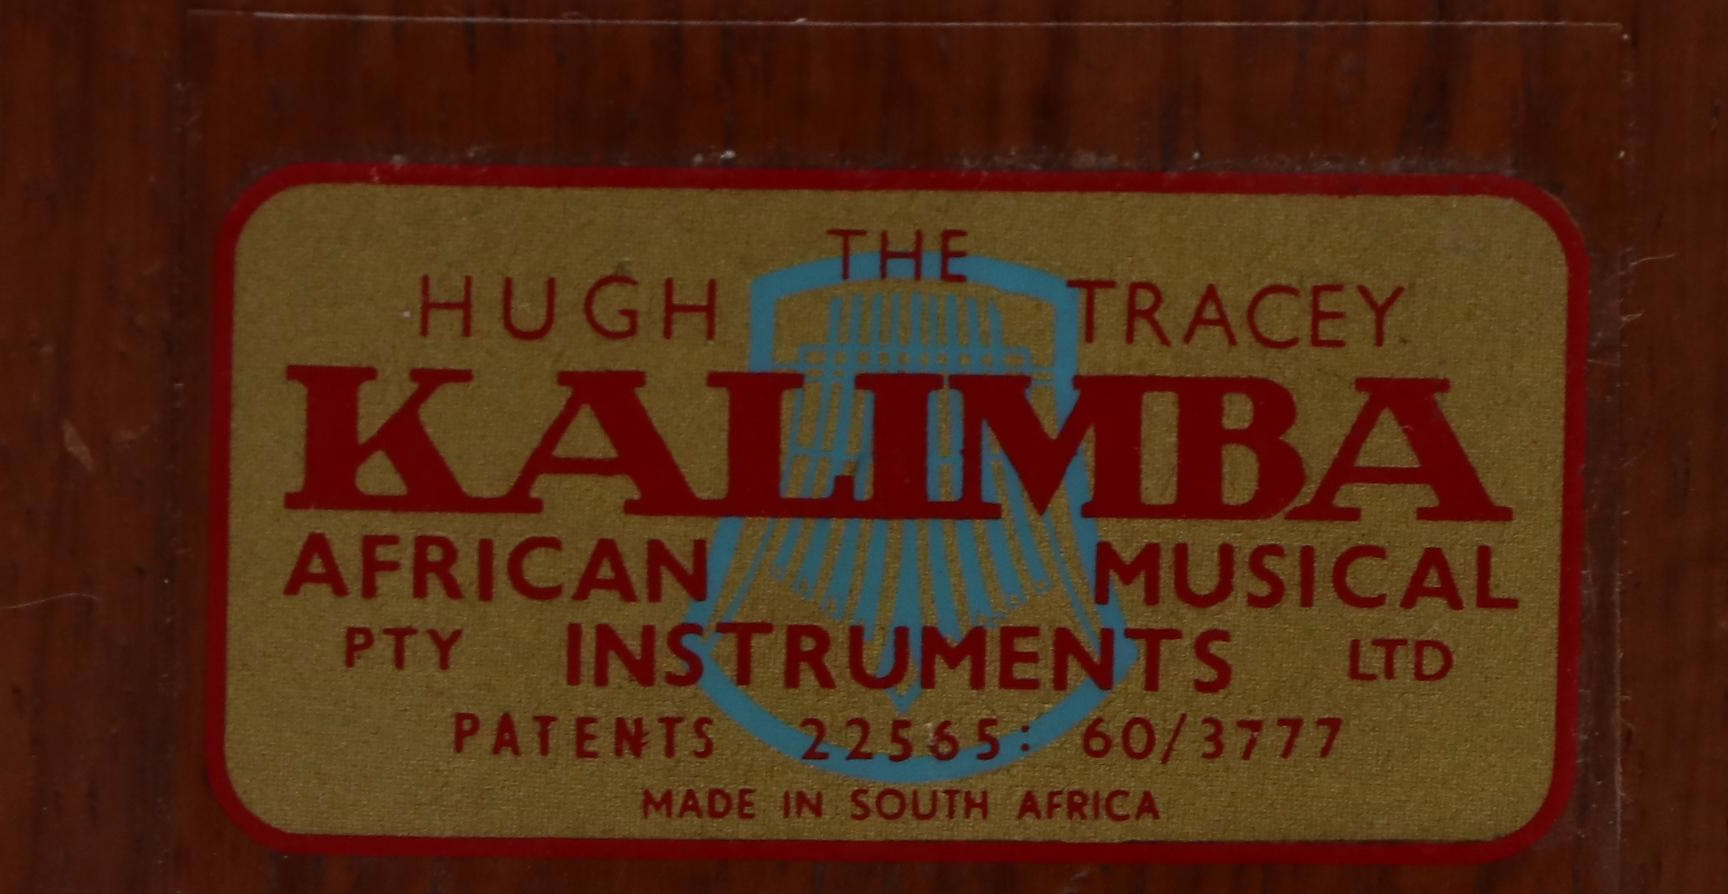 THE
HUGH TRACEY
KALIMBA
AFRICAN MUSICAL
PTY INSTRUMENTS LTD
PATENTS 22565: 60/3777
MADE IN SOUTH AFRICA